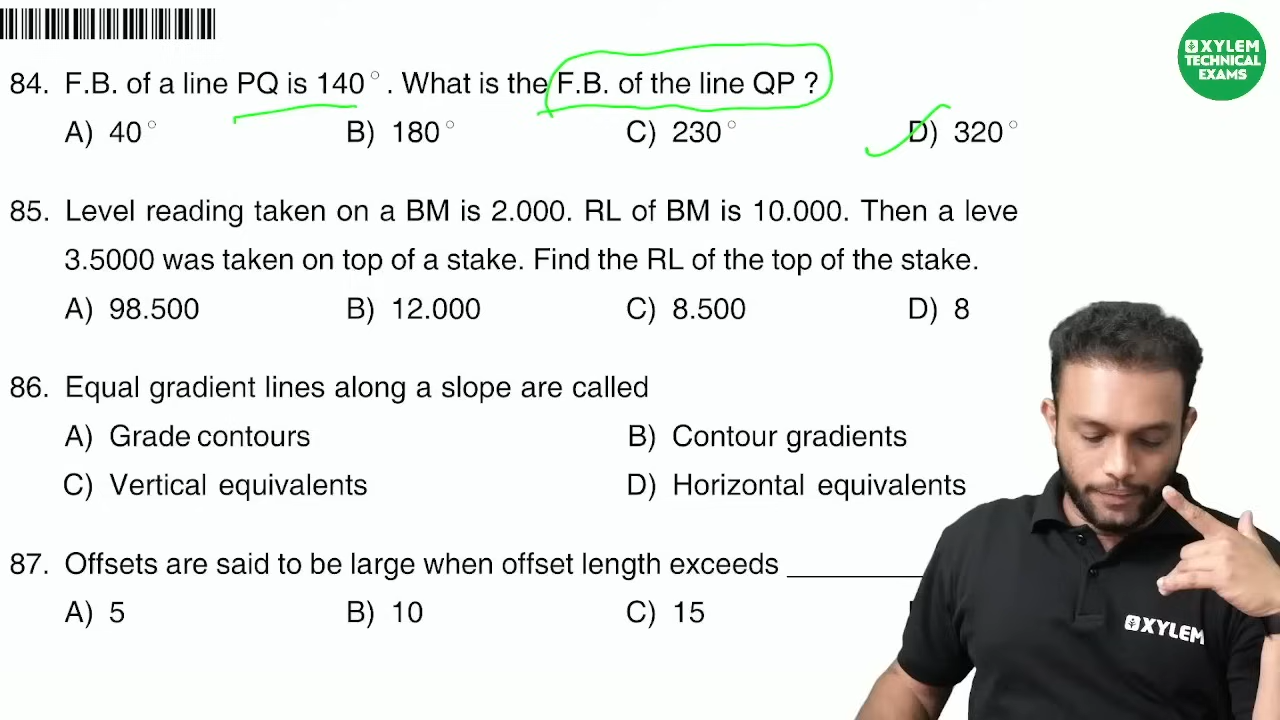 XYLEM
TECHNICAL
EXAMS
84. F.B. of a line PQ is 140°. What is the F.B. of the line QP ?
A) 40° B) 180° C) 230° D) 320°
85. Level reading taken on a BM is 2.000. RL of BM is 10.000. Then a leve
3.5000 was taken on top of a stake. Find the RL of the top of the stake.
A) 98.500 B) 12.000 C) 8.500 D) 8
86. Equal gradient lines along a slope are called
A) Grade contours B) Contour gradients
C) Vertical equivalents D) Horizontal equivalents
87. Offsets are said to be large when offset length exceeds ________
A) 5 B) 10 C) 15
XYLEM